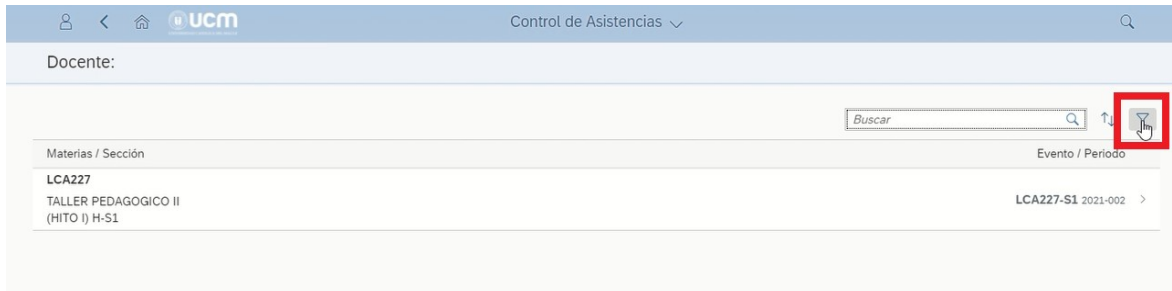 ucm
Control de Asistencias
Docente:
Buscar
Materias / Sección
Evento / Periodo
LCA227
TALLER PEDAGOGICO II
(HITO I) H-S1
LCA227-S1 2021-002